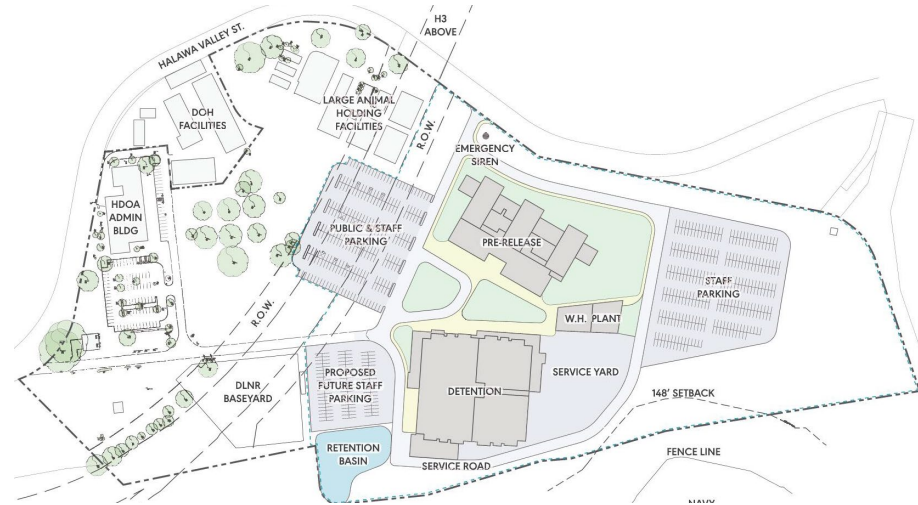 H3
ABOVE
HALAWA VALLEY ST.
DOH
FACILITIES
LARGE ANIMAL
HOLDING
FACILITIES
R.O.W.
EMERGENCY
SIREN
HDOA
ADMIN
BLDG
PUBLIC & STAFF
PARKING
PRE-RELEASE
STAFF
PARKING
R.O.W.
W.H. PLANT
DLNR
BASEYARD
PROPOSED
FUTURE STAFF
PARKING
DETENTION
SERVICE YARD
148' SETBACK
RETENTION
BASIN
SERVICE ROAD
FENCE LINE
NAVY